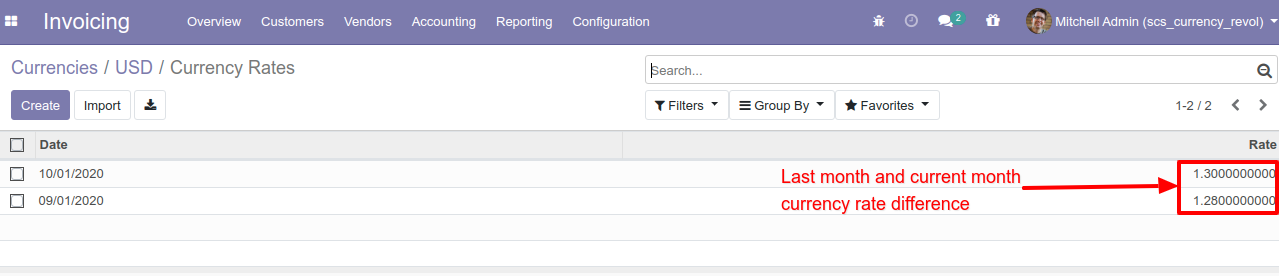 Invoicing Overview Customers Vendors Accounting Reporting Configuration 2 Mitchell Admin (scs_currency_revol)
Currencies / USD / Currency Rates
Search...
Create Import Filters Group By Favorites 1-2 / 2
Date Rate
10/01/2020 1.3000000000
09/01/2020 1.2800000000
Last month and current month
currency rate difference